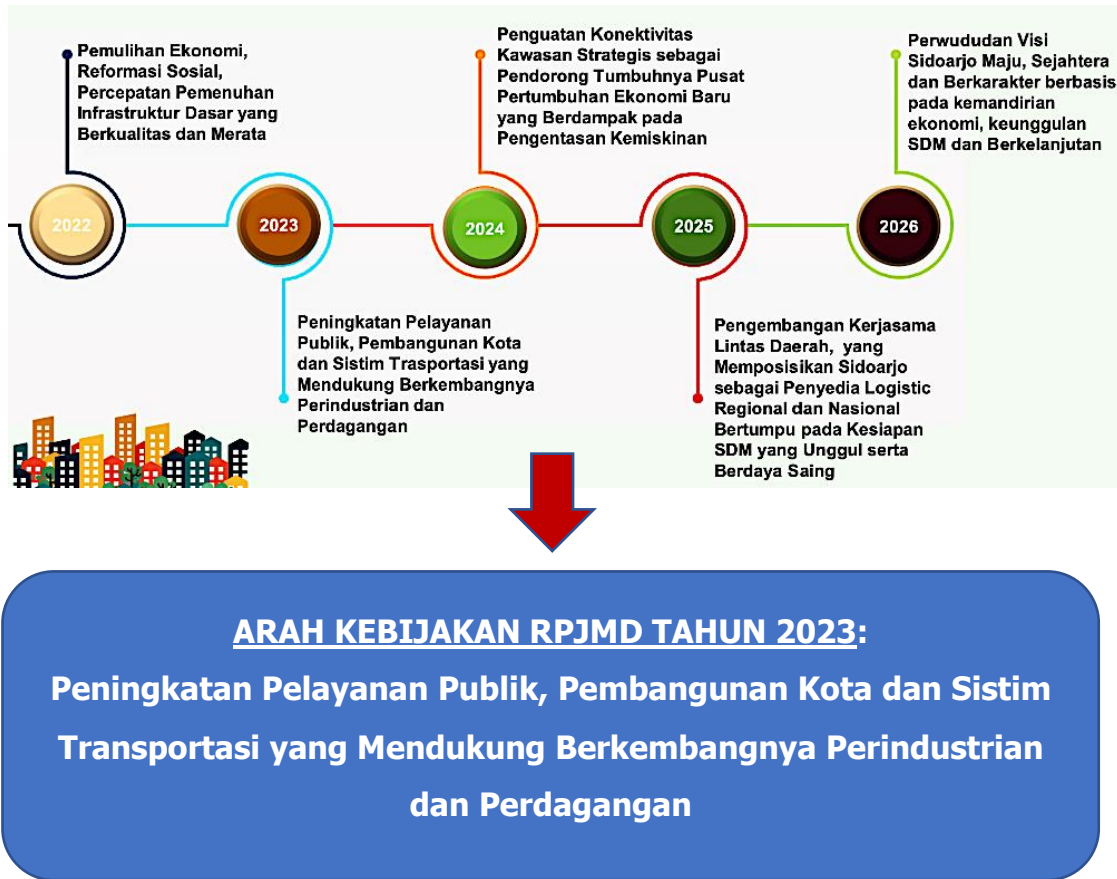 Pemulihan Ekonomi,
Reformasi Sosial,
Percepatan Pemenuhan
Infrastruktur Dasar yang
Berkualitas dan Merata
Penguatan Konektivitas
Kawasan Strategis sebagai
Pendorong Tumbuhnya Pusat
Pertumbuhan Ekonomi Baru
yang Berdampak pada
Pengentasan Kemiskinan
Perwududan Visi
Sidoarjo Maju, Sejahtera
dan Berkarakter berbasis
pada kemandirian
ekonomi, keunggulan
SDM dan Berkelanjutan
2022
2023
2024
2025
2026
Peningkatan Pelayanan
Publik, Pembangunan Kota
dan Sistim Trasportasi yang
Mendukung Berkembangnya
Perindustrian dan
Perdagangan
Pengembangan Kerjasama
Lintas Daerah, yang
Memposisikan Sidoarjo
sebagai Penyedia Logistic
Regional dan Nasional
Bertumpu pada Kesiapan
SDM yang Unggul serta
Berdaya Saing
ARAH KEBIJAKAN RPJMD TAHUN 2023:
Peningkatan Pelayanan Publik, Pembangunan Kota dan Sistim
Transportasi yang Mendukung Berkembangnya Perindustrian
dan Perdagangan